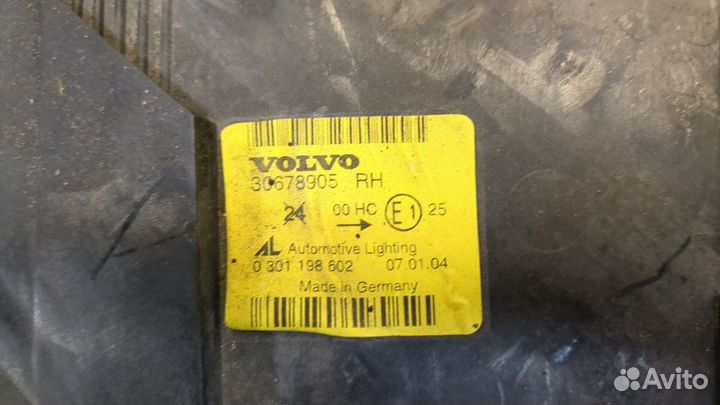 VOLVO
30678905 RH
24 00 HC E1 25
→
AL Automotive Lighting
0 301 198 602 07.01.04
Made in Germany
Avito